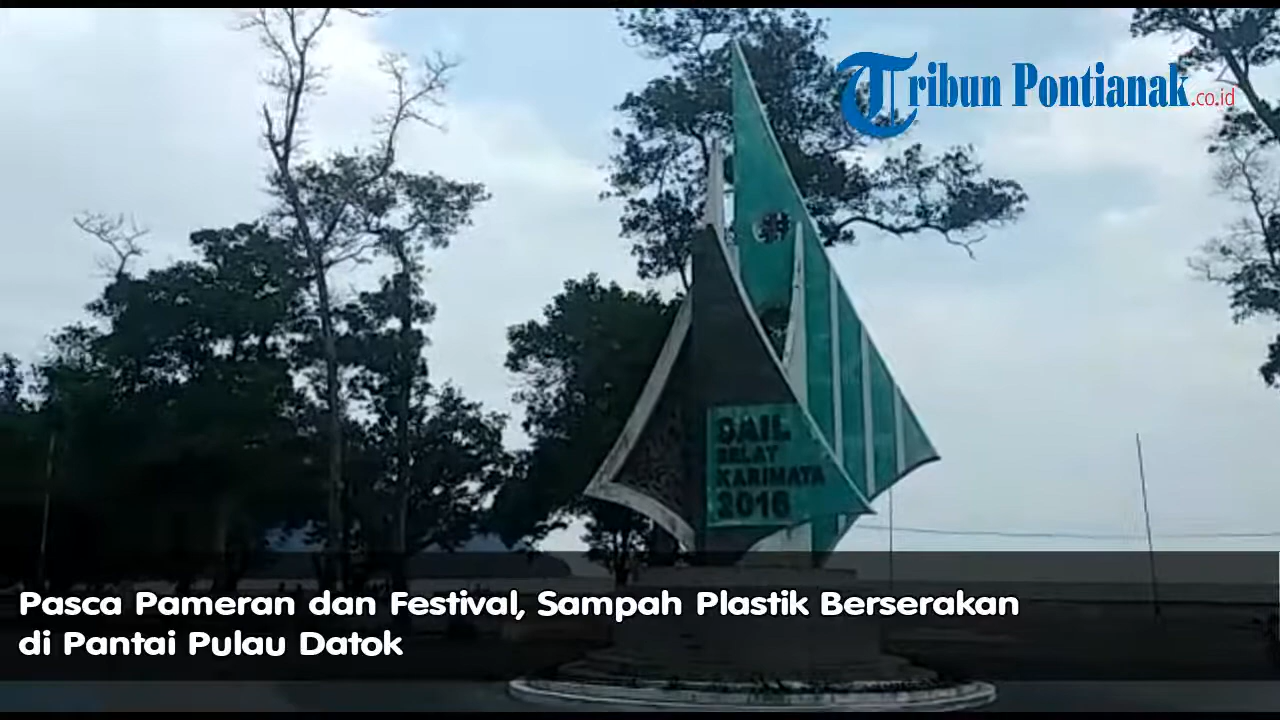 Tribun Pontianak.co.id
SAIL
SELAT
KARIMATA
2016
Pasca Pameran dan Festival, Sampah Plastik Berserakan
di Pantai Pulau Datok